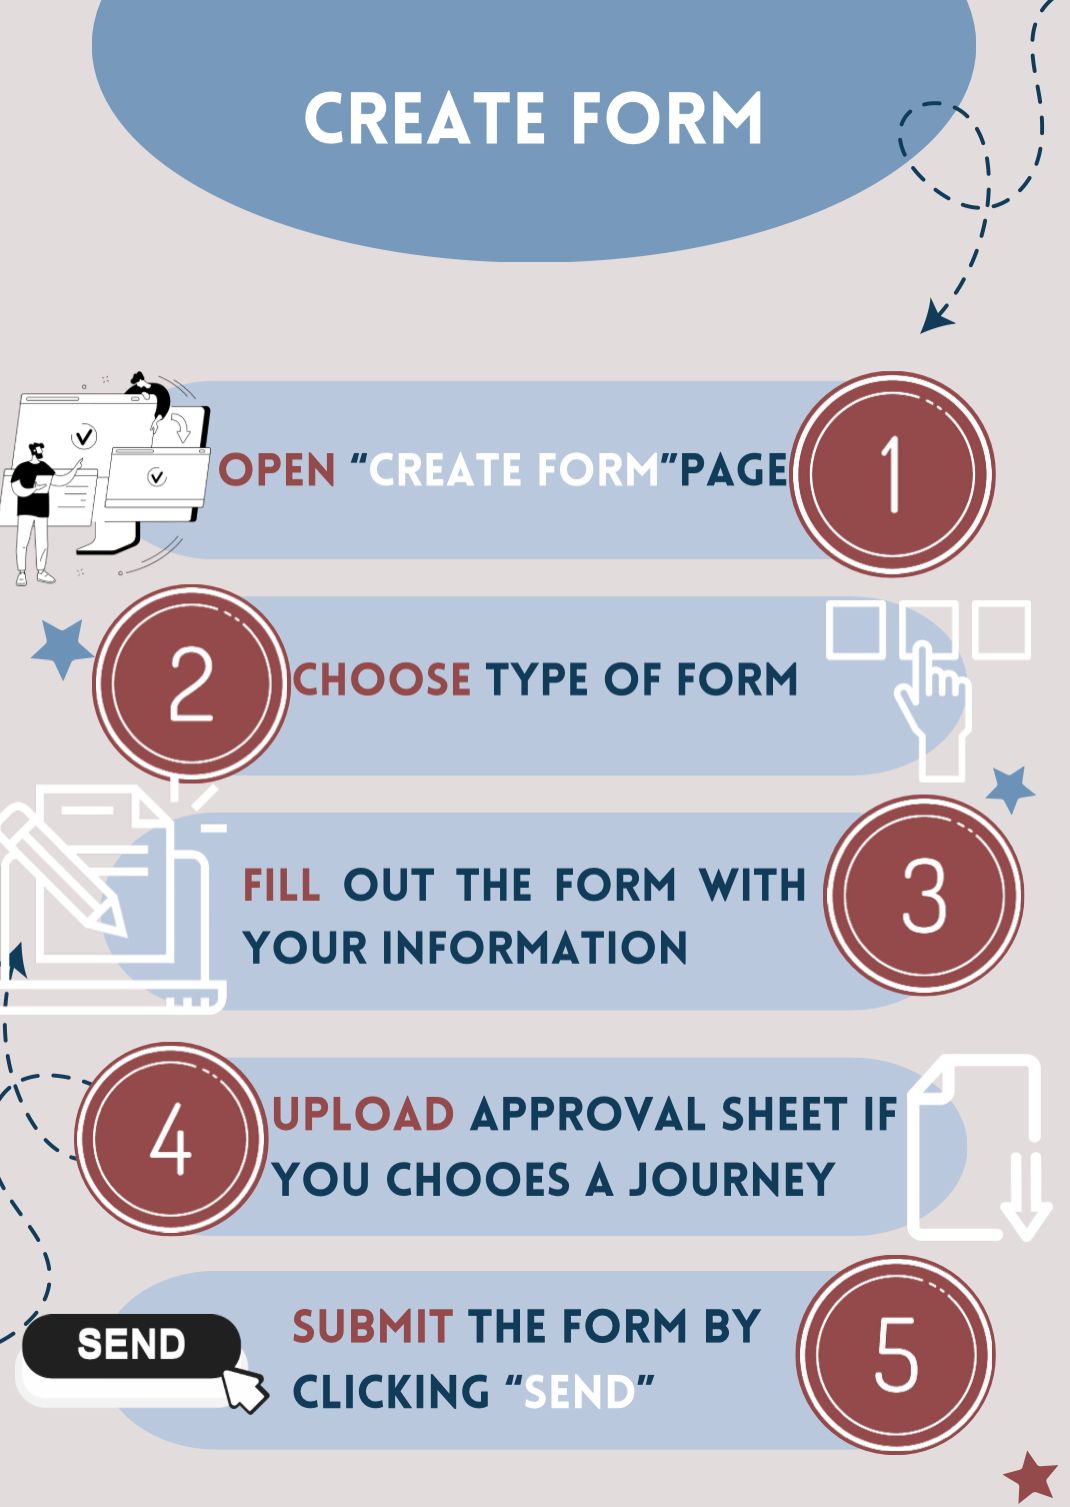 CREATE FORM
OPEN “CREATE FORM”PAGE
1
2
CHOOSE TYPE OF FORM
FILL OUT THE FORM WITH
YOUR INFORMATION
3
4
UPLOAD APPROVAL SHEET IF
YOU CHOOES A JOURNEY
SEND
SUBMIT THE FORM BY
CLICKING “SEND”
5